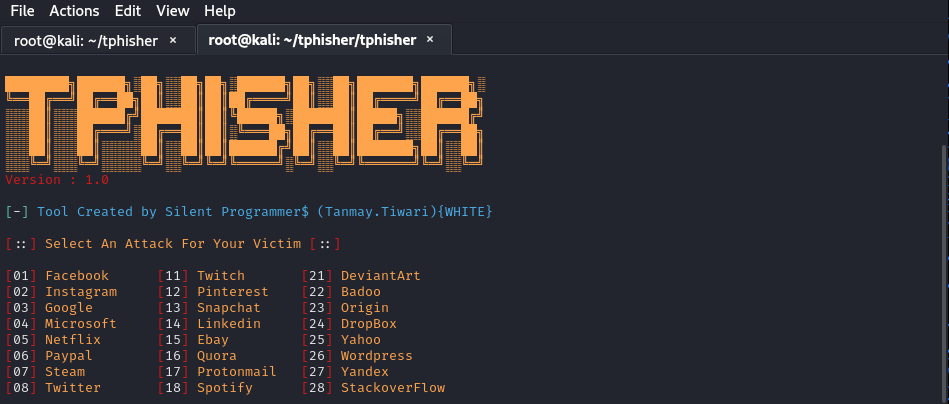 File Actions Edit View Help
root@kali: ~/tphisher × root@kali: ~/tphisher/tphisher ×
TPHISHER
Version : 1.0
[-] Tool Created by Silent Programmer$ (Tanmay.Tiwari){WHITE}
[::] Select An Attack For Your Victim [::]
[01] Facebook [11] Twitch [21] DeviantArt
[02] Instagram [12] Pinterest [22] Badoo
[03] Google [13] Snapchat [23] Origin
[04] Microsoft [14] Linkedin [24] DropBox
[05] Netflix [15] Ebay [25] Yahoo
[06] Paypal [16] Quora [26] Wordpress
[07] Steam [17] Protonmail [27] Yandex
[08] Twitter [18] Spotify [28] StackoverFlow